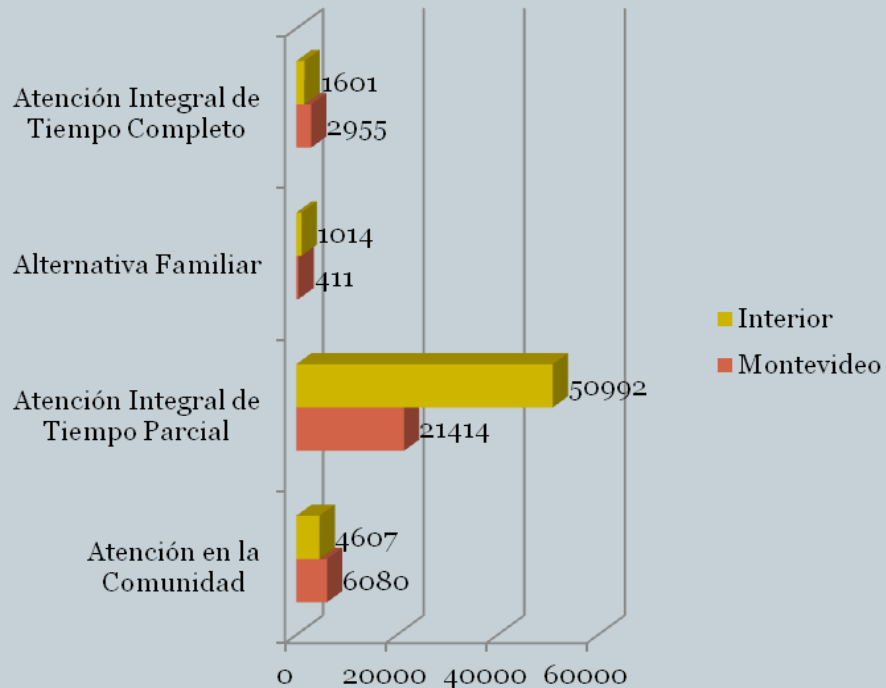 Atención Integral de
Tiempo Completo
1601
2955
Alternativa Familiar
1014
411
Atención Integral de
Tiempo Parcial
50992
21414
Atención en la
Comunidad
4607
6080
0 20000 40000 60000
Interior
Montevideo